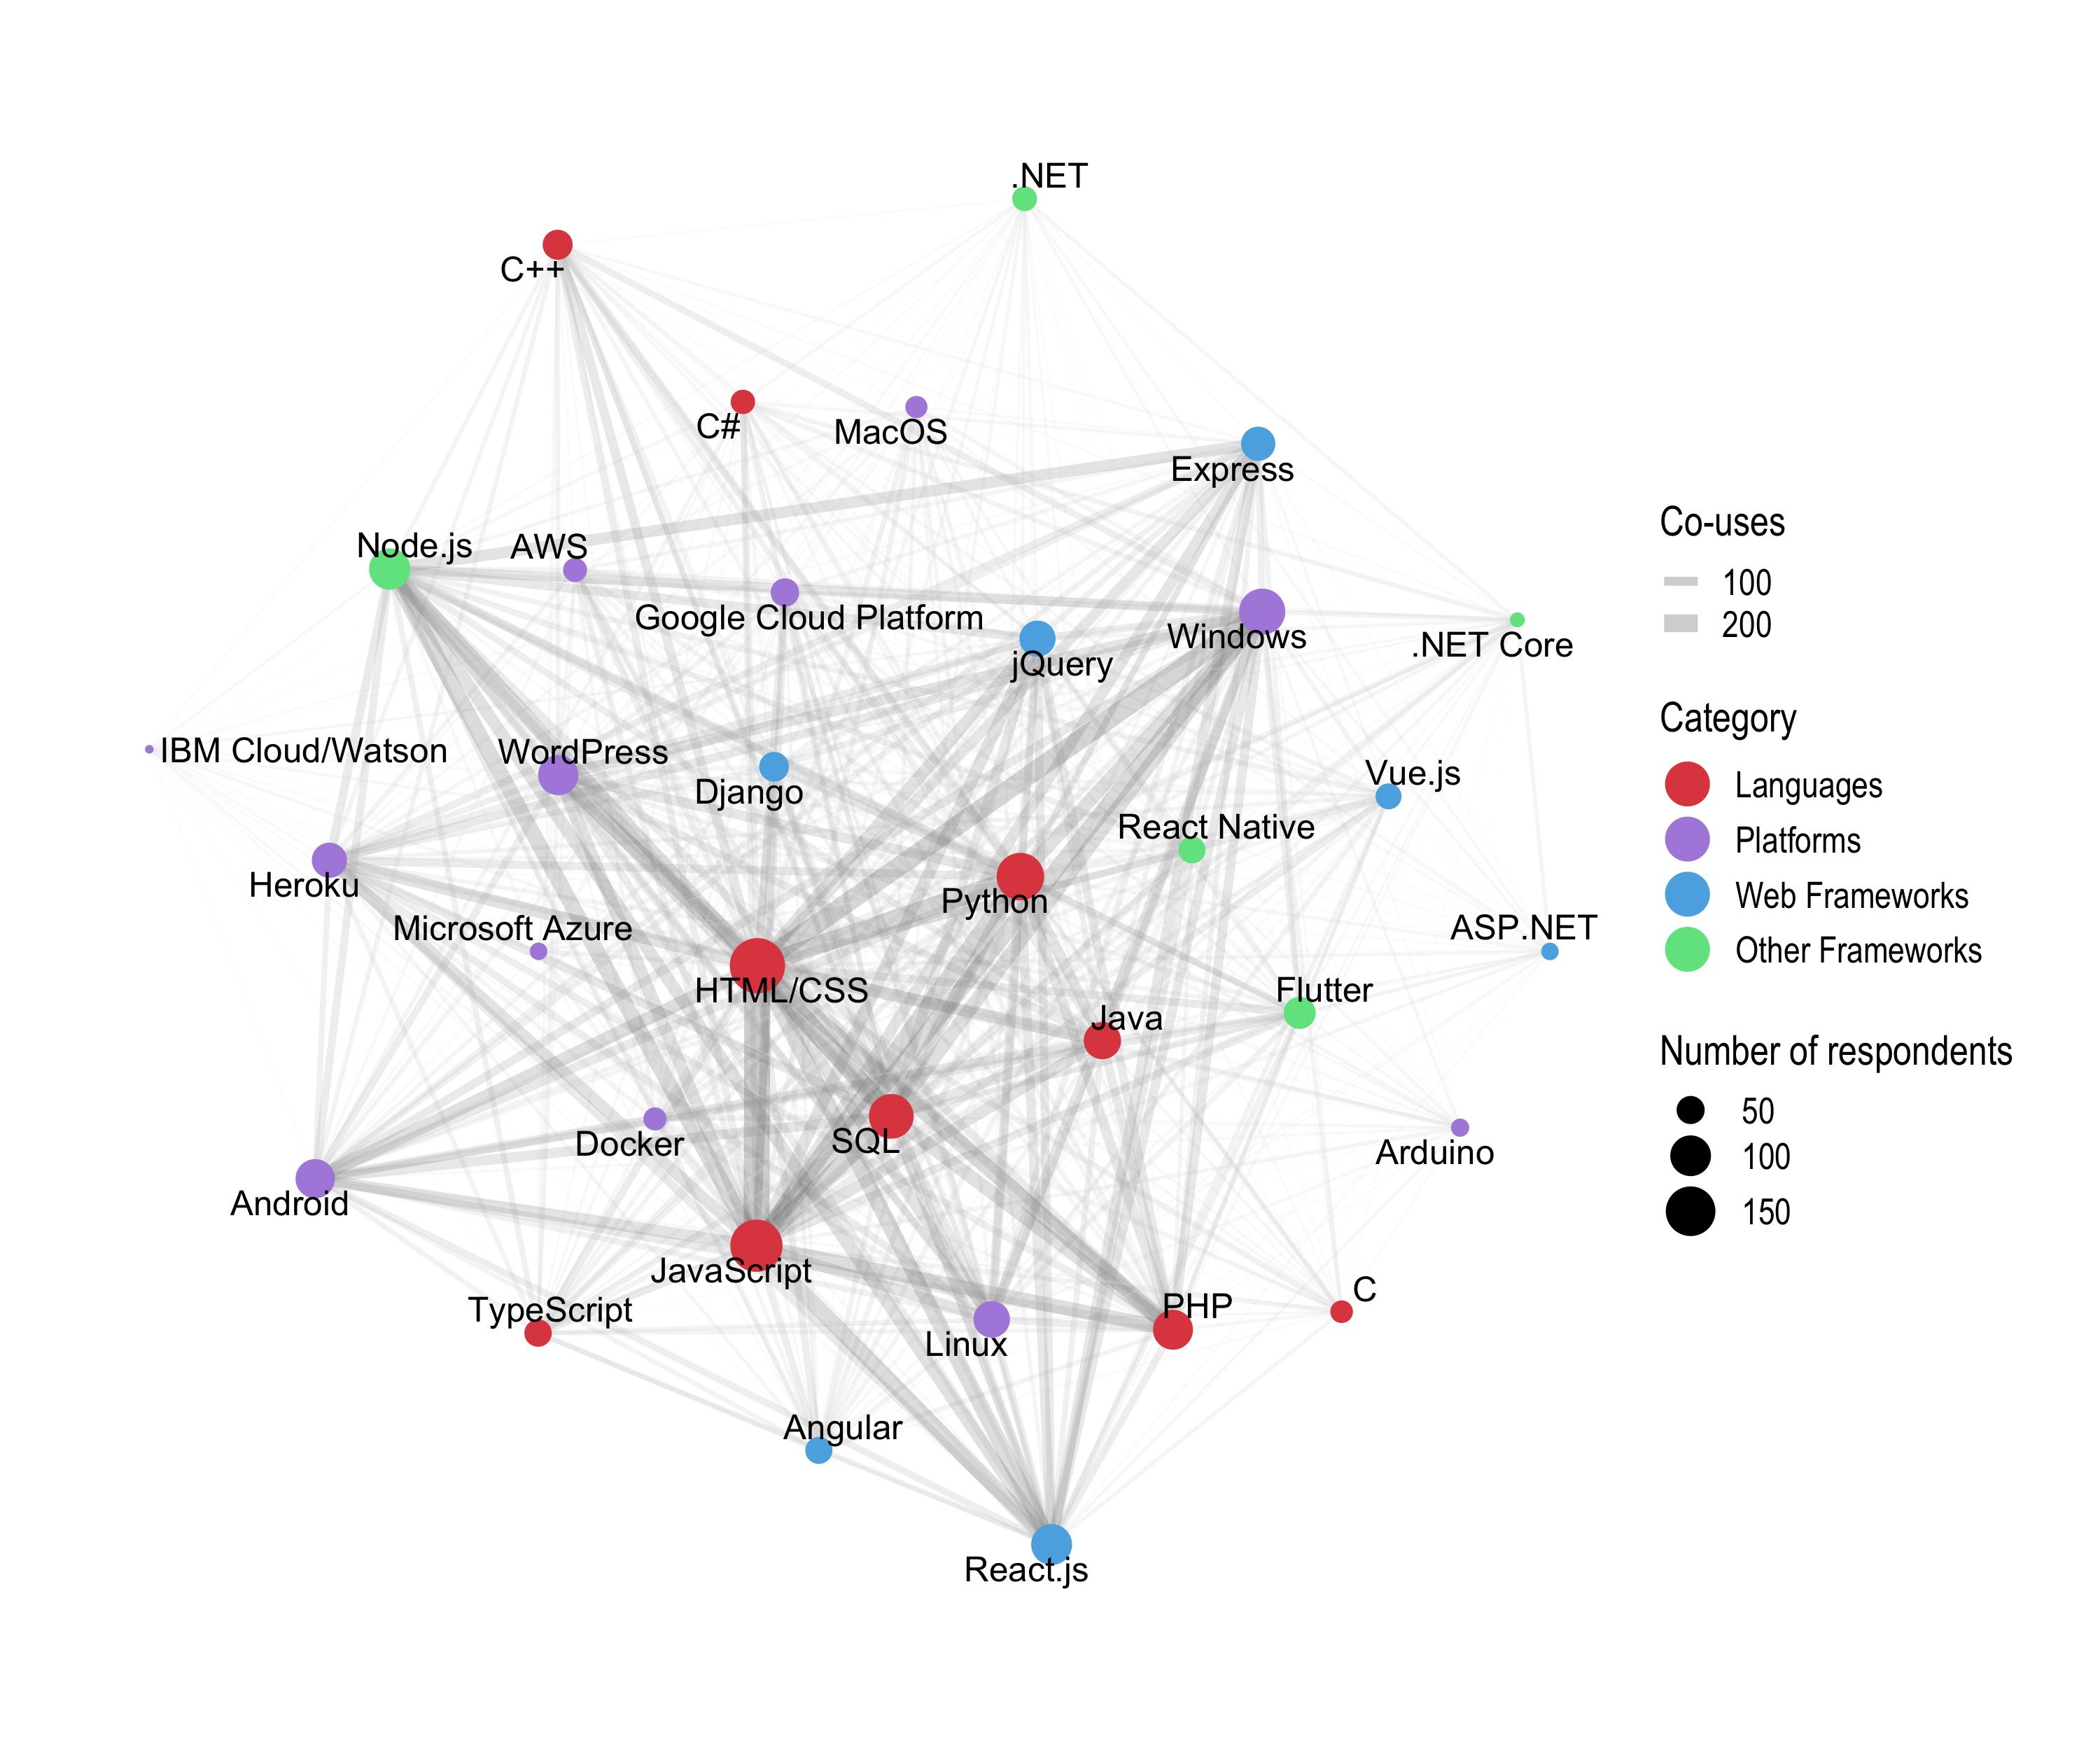 .NET
C++
C#
MacOS
Express
Node.js
AWS
Google Cloud Platform
jQuery
Windows
.NET Core
IBM Cloud/Watson
WordPress
Django
Vue.js
React Native
Heroku
Python
Microsoft Azure
ASP.NET
HTML/CSS
Flutter
Java
Docker
SQL
Arduino
Android
JavaScript
TypeScript
Linux
PHP
C
Angular
React.js
Co-uses
100
200
Category
Languages
Platforms
Web Frameworks
Other Frameworks
Number of respondents
50
100
150